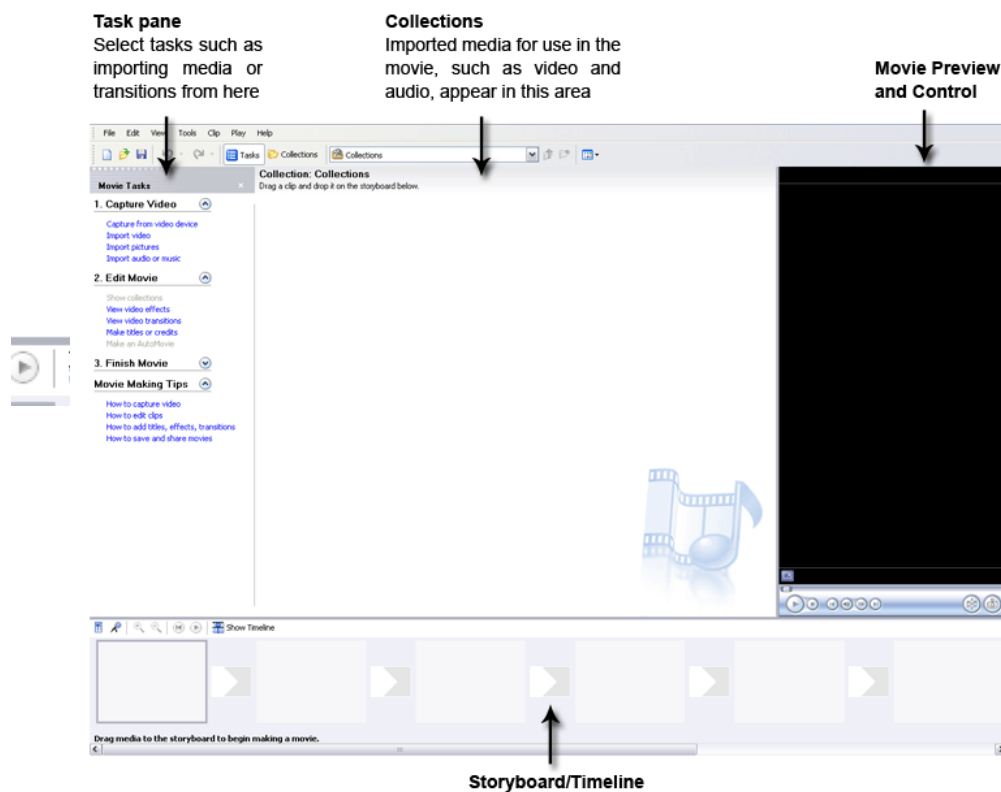 Task pane
Select tasks such as
importing media or
transitions from here
Collections
Imported media for use in the
movie, such as video and
audio, appear in this area
Movie Preview
and Control
File Edit View Tools Clip Play Help
Tasks Collections Collections
Movie Tasks
Collection: Collections
Drag a clip and drop it on the storyboard below.
1. Capture Video
Capture from video device
Import video
Import pictures
Import audio or music
2. Edit Movie
Show collections
View video effects
View video transitions
Make titles or credits
Make an AutoMovie
3. Finish Movie
Movie Making Tips
How to capture video
How to edit clips
How to add titles, effects, transitions
How to save and share movies
Show Timeline
Drag media to the storyboard to begin making a movie.
Storyboard/Timeline